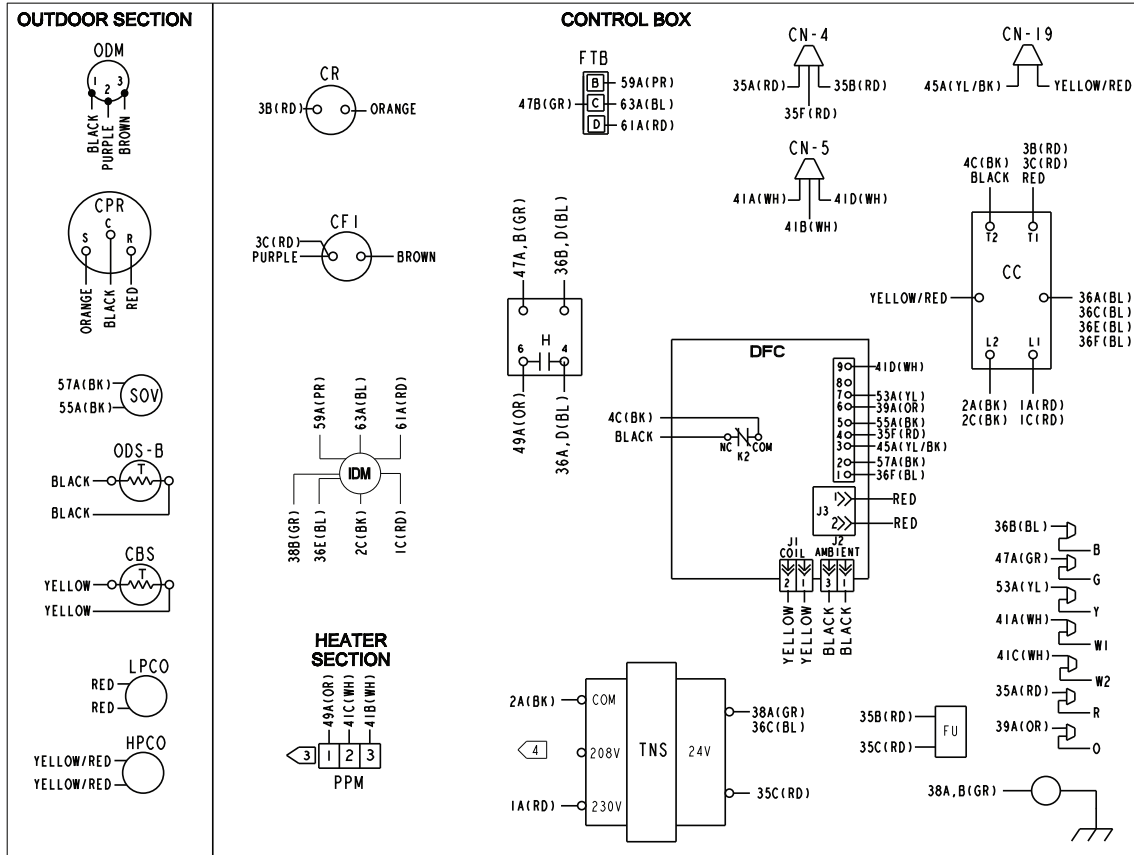 OUTDOOR SECTION
ODM
1 2 3
BLACK
PURPLE
BROWN
CPR
C
S R
ORANGE
BLACK
RED
57A(BK)
55A(BK)
SOV
ODS-B
T
BLACK
BLACK
CBS
T
YELLOW
YELLOW
LPCO
RED
RED
HPCO
YELLOW/RED
YELLOW/RED
CONTROL BOX
CR
3B(RD)
ORANGE
CF1
3C(RD)
PURPLE
BROWN
59A(PR)
63A(BL)
61A(RD)
IDM
38B(GR)
36E(BL)
2C(BK)
1C(RD)
HEATER
SECTION
49A(OR)
41C(WH)
41B(WH)
3 1 2 3
PPM
FTB
B 59A(PR)
47B(GR) C 63A(BL)
D 61A(RD)
47A,B(GR)
36B,D(BL)
H
6 4
49A(OR)
36A,D(BL)
CN-4
35A(RD) 35B(RD)
35F(RD)
CN-5
41A(WH) 41D(WH)
41B(WH)
CN-19
45A(YL/BK) YELLOW/RED
4C(BK)
BLACK
3B(RD)
3C(RD)
RED
T2 T1
CC
YELLOW/RED
36A(BL)
36C(BL)
36E(BL)
36F(BL)
L2 L1
2A(BK)
2C(BK)
1A(RD)
1C(RD)
DFC
4C(BK)
BLACK
NC K2 COM
9 41D(WH)
8
7 53A(YL)
6 39A(OR)
5 55A(BK)
4 35F(RD)
3 45A(YL/BK)
2 57A(BK)
1 36F(BL)
J3
1 RED
2 RED
J1
COIL
2 1
YELLOW
YELLOW
J2
AMBIENT
3 1
BLACK
BLACK
2A(BK) COM
4 208V
1A(RD) 230V
TNS
24V
38A(GR)
36C(BL)
35C(RD)
35B(RD)
35C(RD)
FU
36B(BL) B
47A(GR) G
53A(YL) Y
41A(WH) W1
41C(WH) W2
35A(RD) R
39A(OR) O
38A,B(GR)